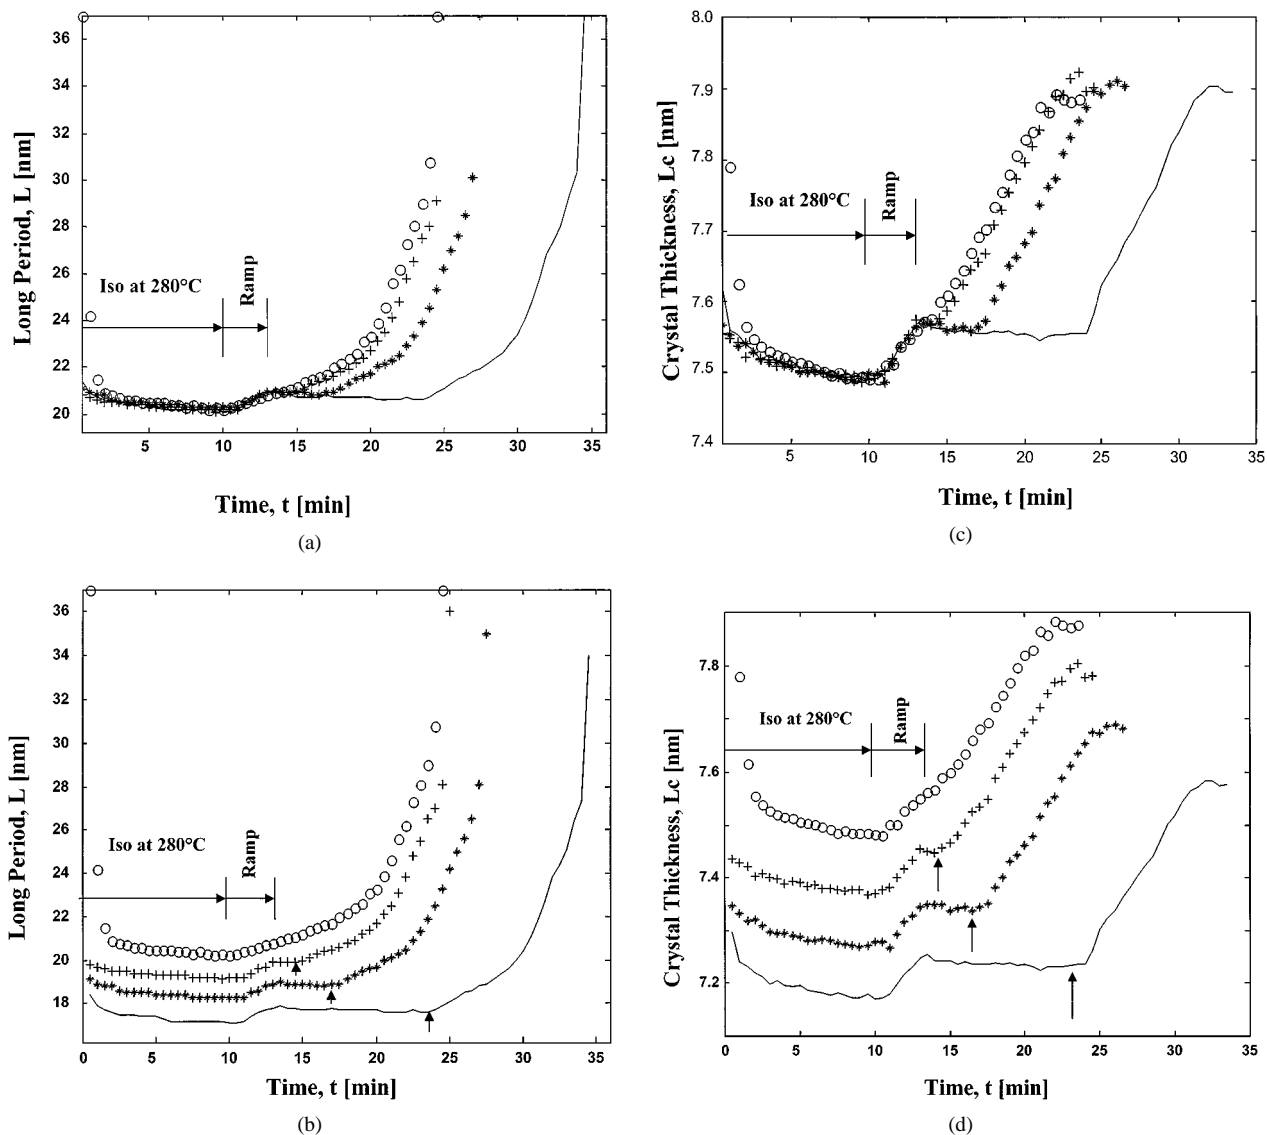 36
34
32
30
28
26
24
22
20
Long Period, L [nm]
Iso at 280°C
Ramp
5 10 15 20 25 30 35
Time, t [min]
(a)
8.0
7.9
7.8
7.7
7.6
7.5
7.4
Crystal Thickness, Lc [nm]
Iso at 280°C
Ramp
5 10 15 20 25 30 35
Time, t [min]
(c)
36
34
32
30
28
26
24
22
20
18
Long Period, L [nm]
Iso at 280°C
Ramp
0 5 10 15 20 25 30 35
Time, t [min]
(b)
7.8
7.6
7.4
7.2
Crystal Thickness, Lc [nm]
Iso at 280°C
Ramp
0 5 10 15 20 25 30 35
Time, t [min]
(d)